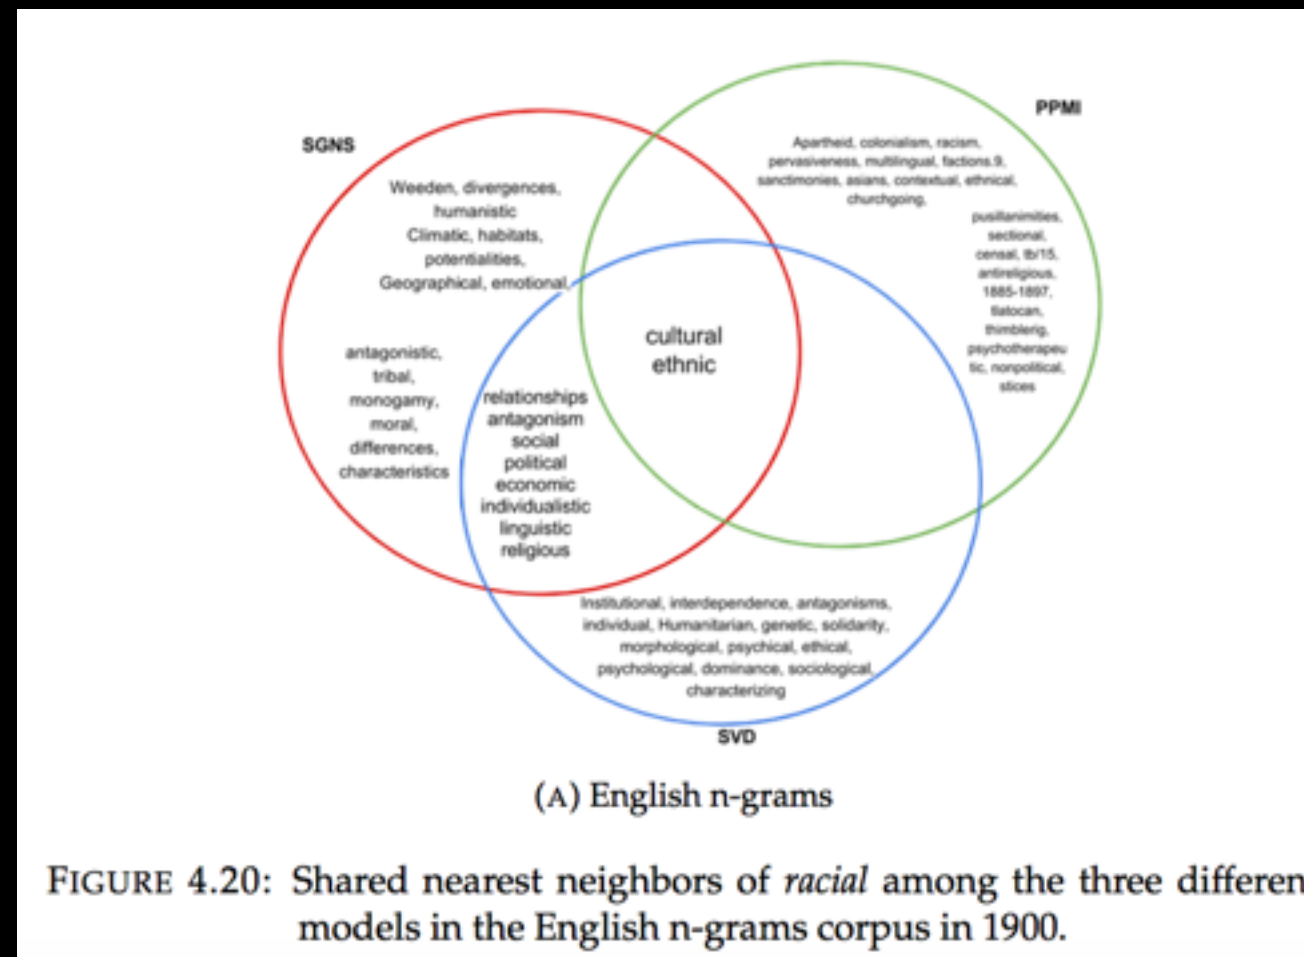 PPMI
SGNS
Apartheid, colonialism, racism,
pervasiveness, multilingual, factions.9,
sanctimonies, asians, contextual, ethnical,
churchgoing,
pusillanimities,
sectional,
censal, tb/15,
antireligious,
1885-1897,
tlatocan,
thimblerig,
psychotherapeu
tic, nonpolitical,
stices
Weeden, divergences,
humanistic
Climatic, habitats,
potentialities,
Geographical, emotional,
antagonistic,
tribal,
monogamy,
moral,
differences,
characteristics
cultural
ethnic
relationships
antagonism
social
political
economic
individualistic
linguistic
religious
Institutional, interdependence, antagonisms,
individual, Humanitarian, genetic, solidarity,
morphological, psychical, ethical,
psychological, dominance, sociological,
characterizing
SVD
(A) English n-grams
FIGURE 4.20: Shared nearest neighbors of racial among the three differen
models in the English n-grams corpus in 1900.